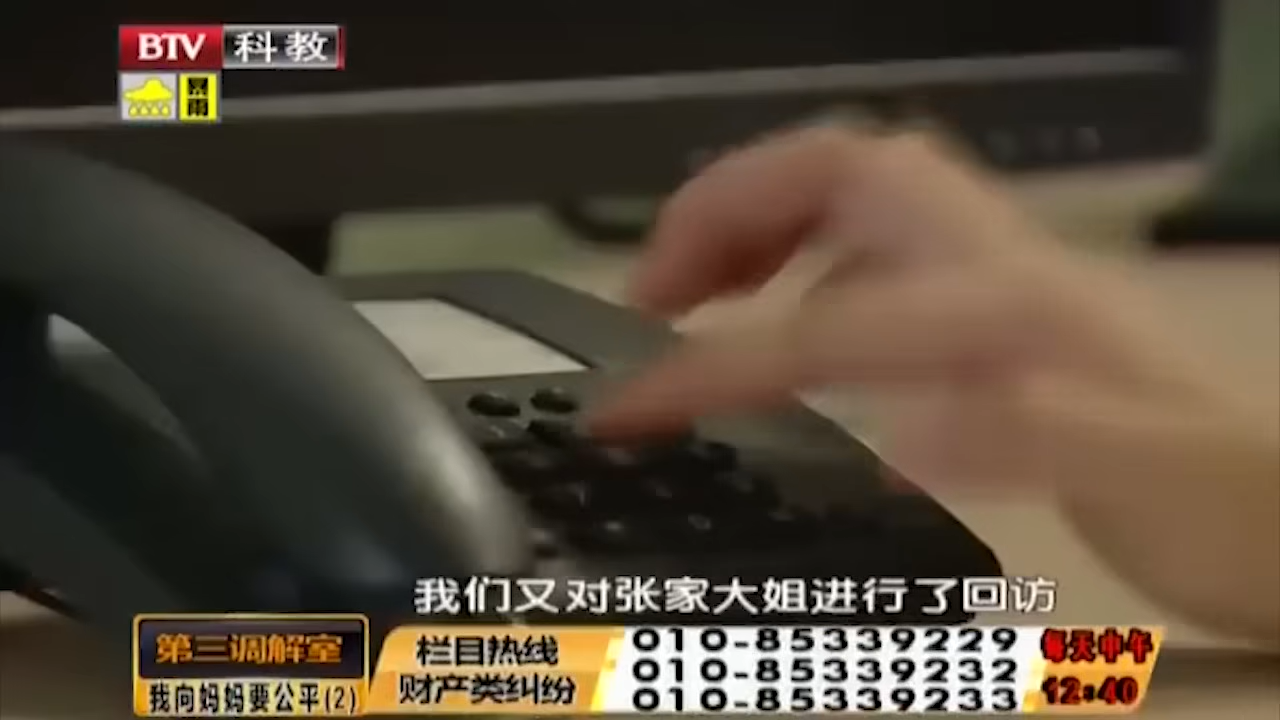 BTV 科教
暴雨
我们又对张家大姐进行了回访
第三调解室
我向妈妈要公平(2)
栏目热线
财产类纠纷
010-85339229
010-85339232
010-85339233
每天中午
12:40